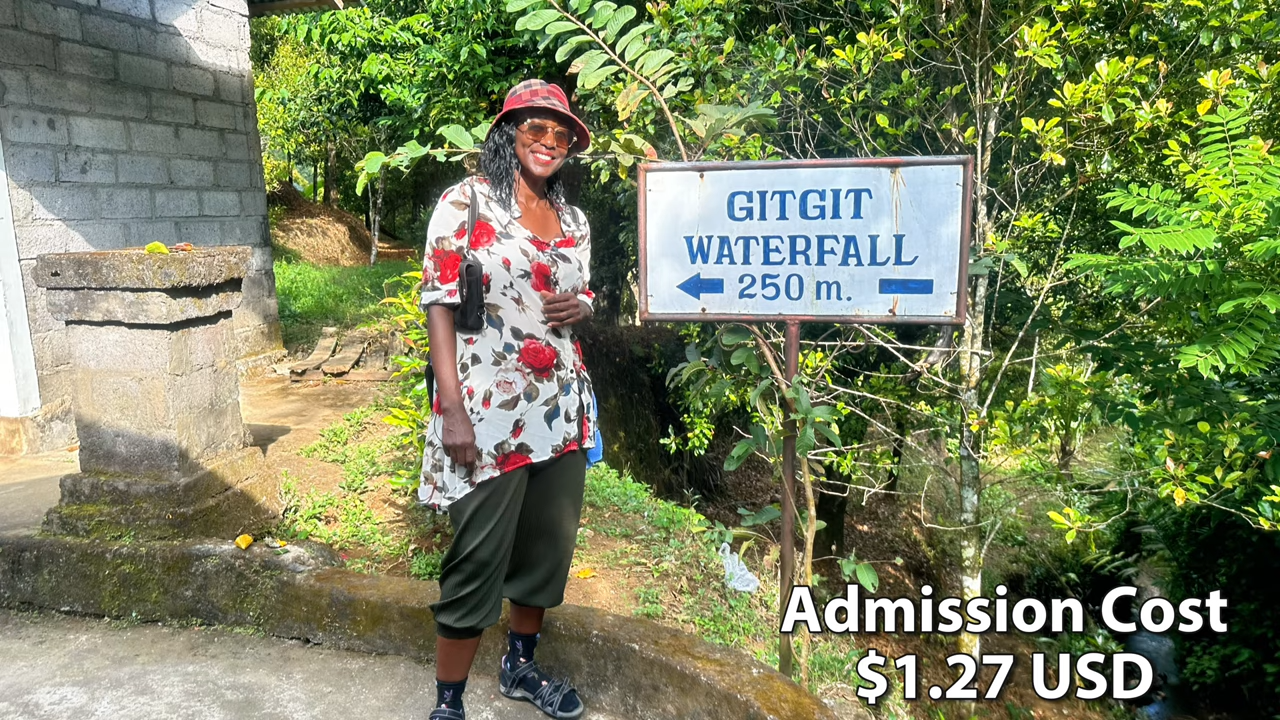 GITGIT
WATERFALL
250 m.
Admission Cost
$1.27 USD